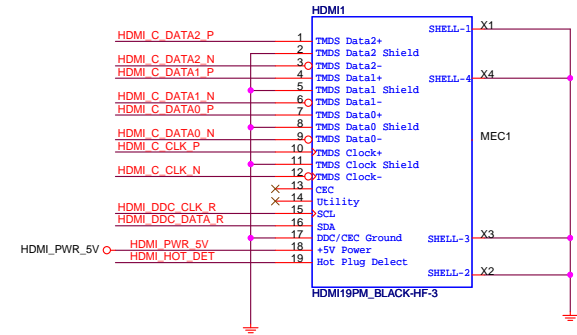 HDMI1
HDMI_C_DATA2_P 1 TMDS Data2+ SHELL-1 X1
2 TMDS Data2 Shield
HDMI_C_DATA2_N 3 TMDS Data2-
HDMI_C_DATA1_P 4 TMDS Data1+ SHELL-4 X4
5 TMDS Data1 Shield
HDMI_C_DATA1_N 6 TMDS Data1-
HDMI_C_DATA0_P 7 TMDS Data0+
8 TMDS Data0 Shield
HDMI_C_DATA0_N 9 TMDS Data0- MEC1
HDMI_C_CLK_P 10 TMDS Clock+
11 TMDS Clock Shield
HDMI_C_CLK_N 12 TMDS Clock-
13 CEC
14 Utility
HDMI_DDC_CLK_R 15 SCL
HDMI_DDC_DATA_R 16 SDA
17 DDC/CEC Ground SHELL-3 X3
HDMI_PWR_5V HDMI_PWR_5V 18 +5V Power
HDMI_HOT_DET 19 Hot Plug Delect SHELL-2 X2
HDMI19PM_BLACK-HF-3